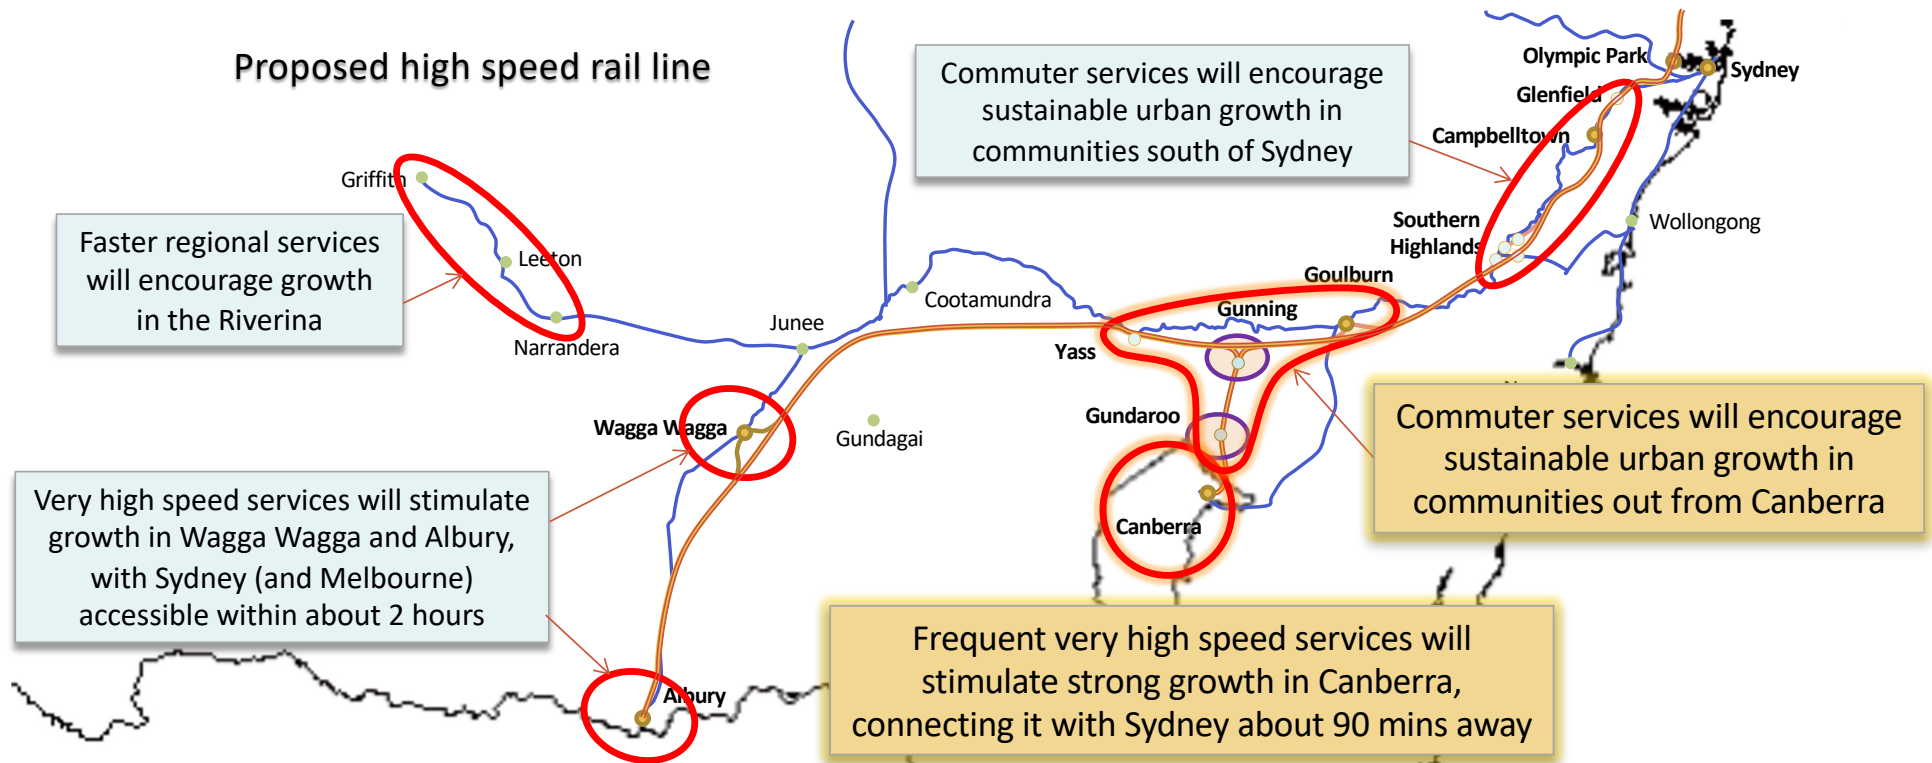 Proposed high speed rail line
Commuter services will encourage
sustainable urban growth in
communities south of Sydney
Olympic Park
Sydney
Glenfield
Campbelltown
Southern
Highlands
Wollongong
Griffith
Leeton
Narrandera
Faster regional services
will encourage growth
in the Riverina
Junee
Cootamundra
Goulburn
Gunning
Yass
Wagga Wagga
Gundagai
Gundaroo
Canberra
Commuter services will encourage
sustainable urban growth in
communities out from Canberra
Very high speed services will stimulate
growth in Wagga Wagga and Albury,
with Sydney (and Melbourne)
accessible within about 2 hours
Albury
Frequent very high speed services will
stimulate strong growth in Canberra,
connecting it with Sydney about 90 mins away